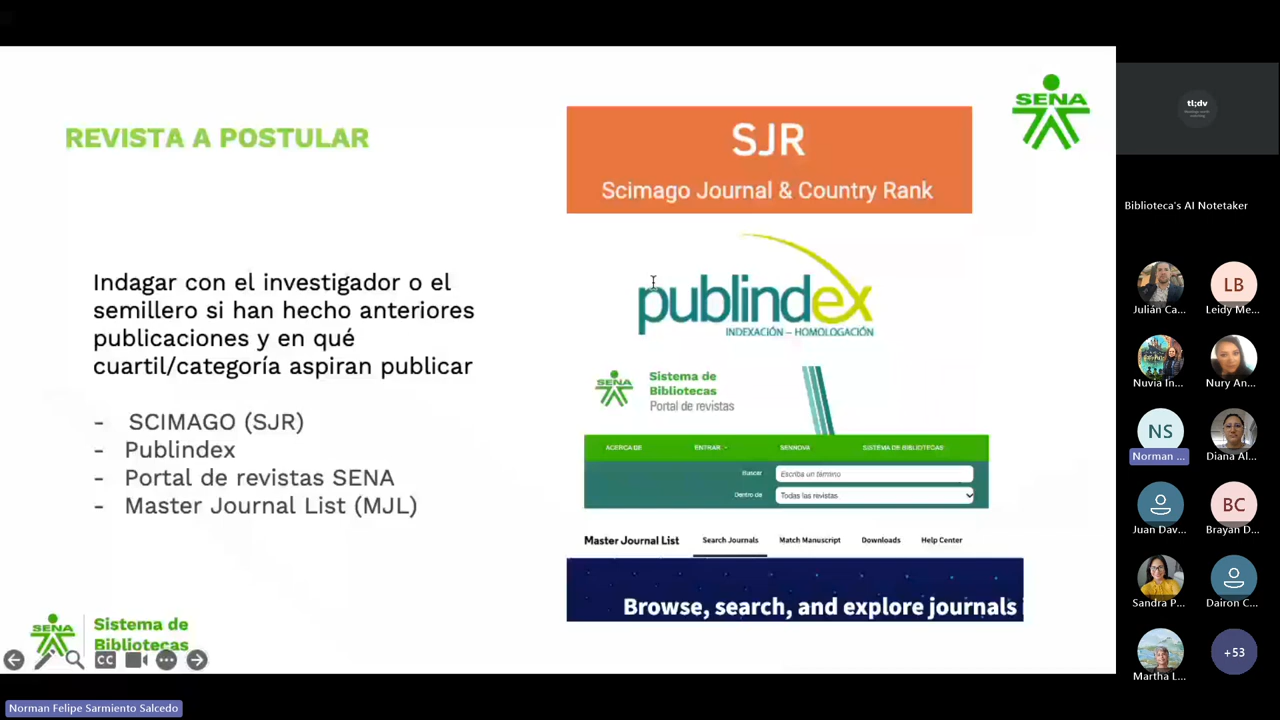 REVISTA A POSTULAR
Indagar con el investigador o el
semillero si han hecho anteriores
publicaciones y en qué
cuartil/categoría aspiran publicar
- SCIMAGO (SJR)
- Publindex
- Portal de revistas SENA
- Master Journal List (MJL)
SJR
Scimago Journal & Country Rank
SENA
publindex
INDEXACIÓN – HOMOLOGACIÓN
SENA
Sistema de
Bibliotecas
Portal de revistas
ACERCA DE ENTRAR SENNOVA SISTEMA DE BIBLIOTECAS
Buscar Escriba un término
Dentro de Todas las revistas
Master Journal List Search Journals Match Manuscript Downloads Help Center
Browse, search, and explore journals
SENA
Sistema de
Bibliotecas
CC
Norman Felipe Sarmiento Salcedo
tl;dv
Biblioteca's AI Notetaker
LB
Julián Ca... Leidy Me...
Nuvia In... Nury An...
NS
Norman ... Diana Al...
BC
Juan Dav... Brayan D...
Sandra P... Dairon C...
+53
Martha L...